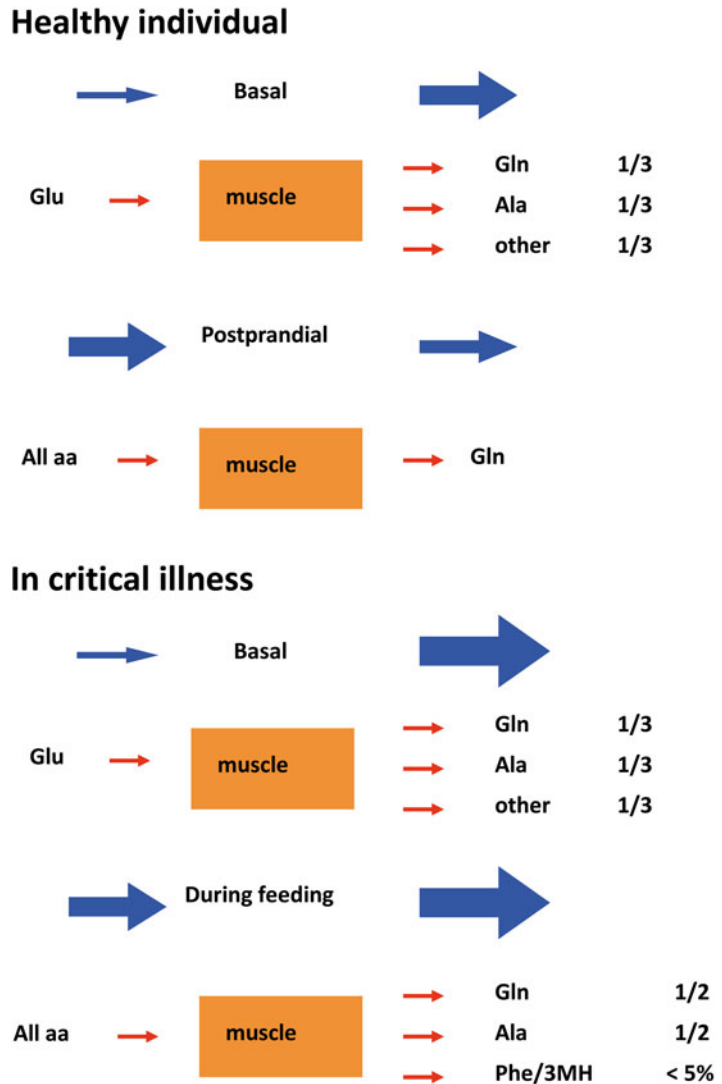 Healthy individual
Basal
Glu
muscle
Gln 1/3
Ala 1/3
other 1/3
Postprandial
All aa
muscle
Gln
In critical illness
Basal
Glu
muscle
Gln 1/3
Ala 1/3
other 1/3
During feeding
All aa
muscle
Gln 1/2
Ala 1/2
Phe/3MH < 5%